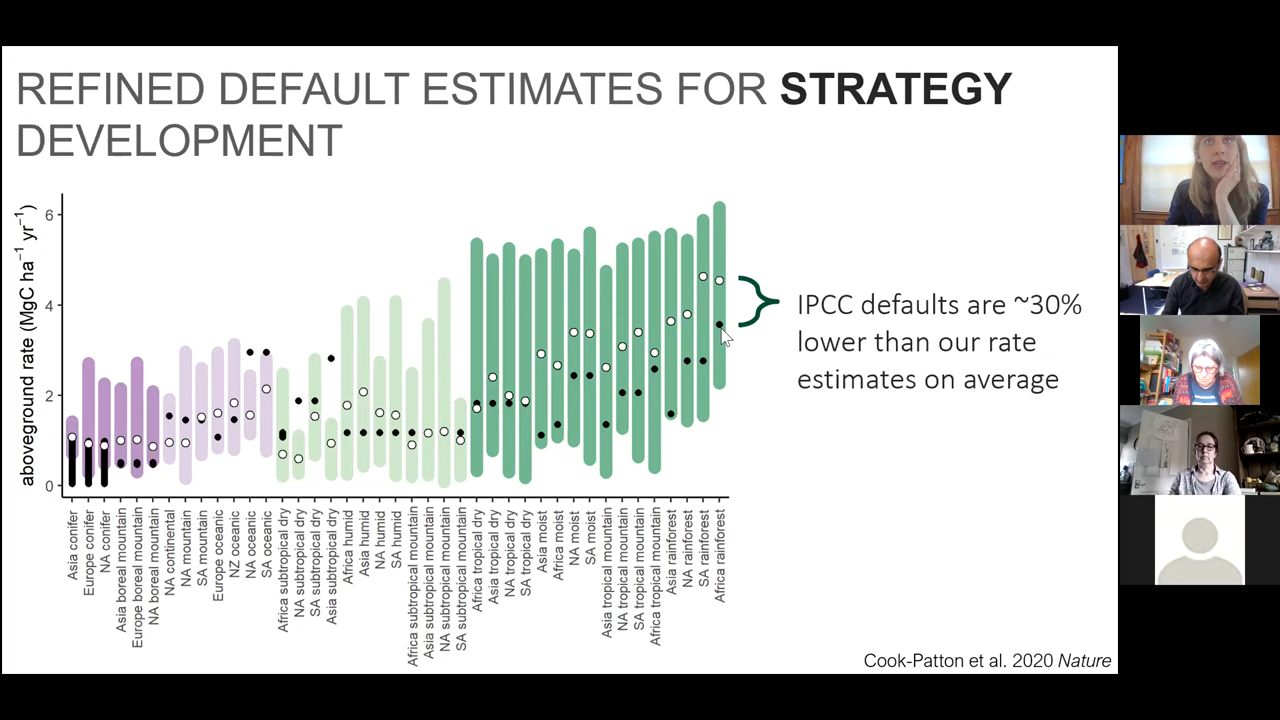 REFINED DEFAULT ESTIMATES FOR STRATEGY
DEVELOPMENT
aboveground rate (MgC ha⁻¹ yr⁻¹)
6
4
2
0
IPCC defaults are ~30%
lower than our rate
estimates on average
Asia conifer
Europe conifer
NA conifer
Asia boreal mountain
Europe boreal mountain
NA boreal mountain
NA continental
NA mountain
SA mountain
Europe oceanic
NZ oceanic
NA oceanic
SA oceanic
Africa subtropical dry
NA subtropical dry
SA subtropical dry
Asia subtropical dry
Africa humid
Asia humid
NA humid
SA humid
Africa subtropical mountain
Asia subtropical mountain
NA subtropical mountain
SA subtropical mountain
Africa tropical dry
Asia tropical dry
NA tropical dry
SA tropical dry
Asia moist
Africa moist
NA moist
SA moist
Asia tropical mountain
NA tropical mountain
SA tropical mountain
Africa tropical mountain
Asia rainforest
NA rainforest
SA rainforest
Africa rainforest
Cook-Patton et al. 2020 Nature